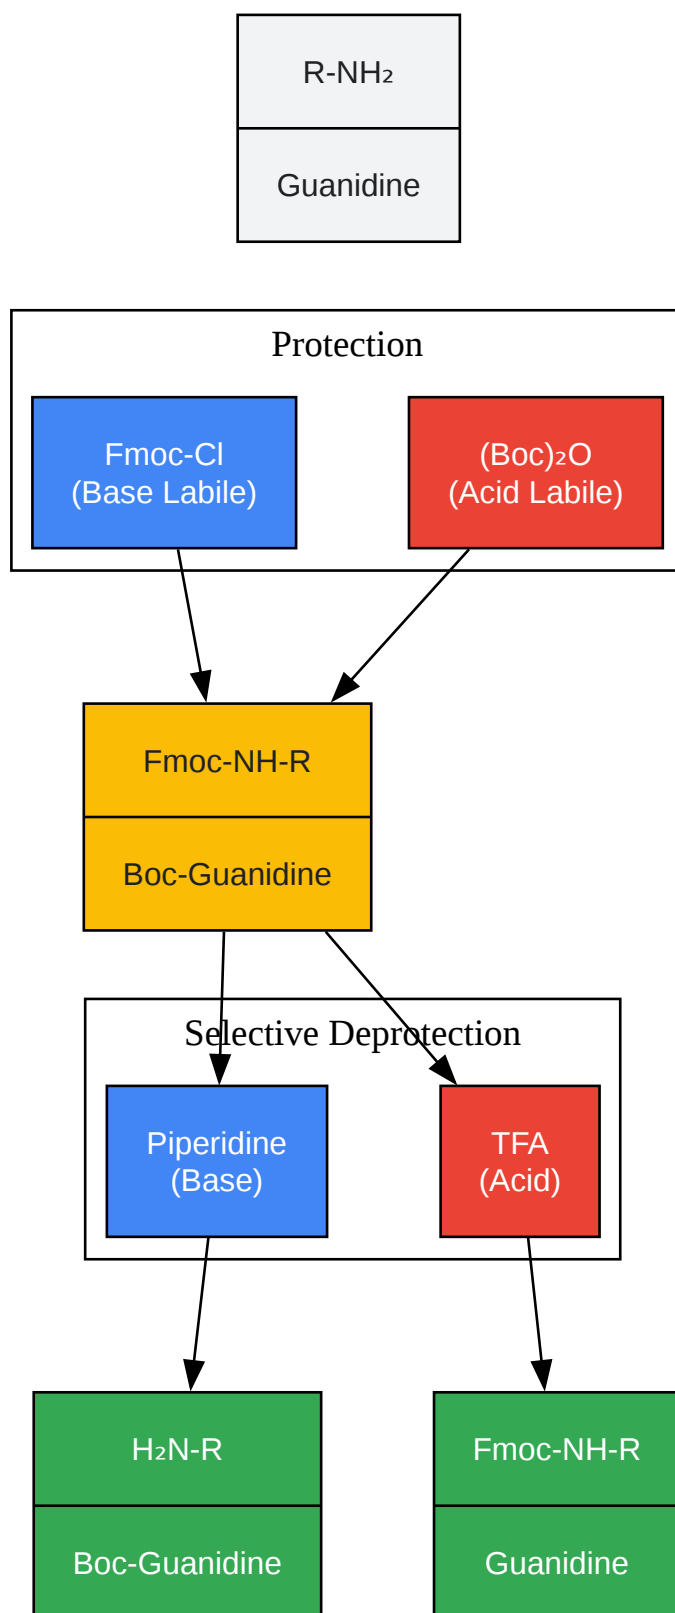 R-NH₂
Guanidine
Protection
Fmoc-Cl
(Base Labile)
(Boc)₂O
(Acid Labile)
Fmoc-NH-R
Boc-Guanidine
Selective Deprotection
Piperidine
(Base)
TFA
(Acid)
H₂N-R
Boc-Guanidine
Fmoc-NH-R
Guanidine